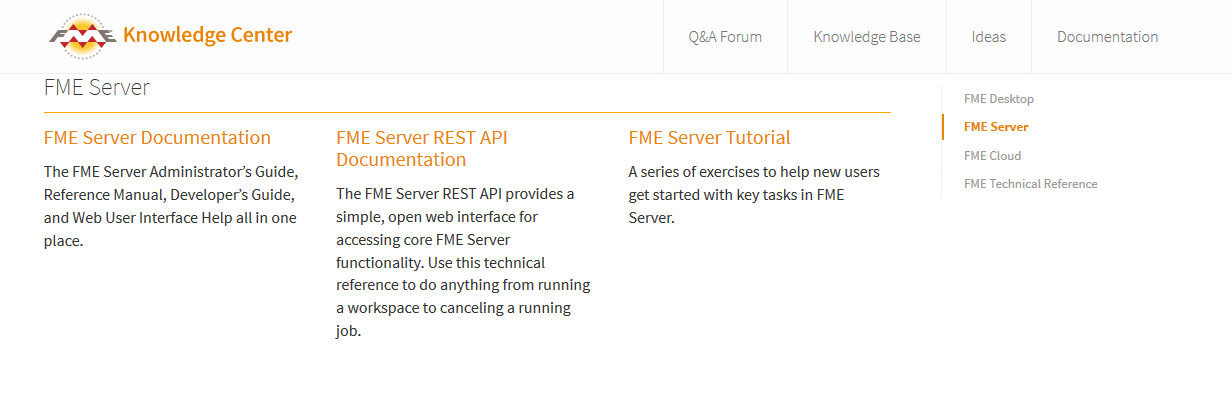 FME Knowledge Center
Q&A Forum
Knowledge Base
Ideas
Documentation
FME Server
FME Server Documentation
The FME Server Administrator’s Guide,
Reference Manual, Developer’s Guide,
and Web User Interface Help all in one
place.
FME Server REST API
Documentation
The FME Server REST API provides a
simple, open web interface for
accessing core FME Server
functionality. Use this technical
reference to do anything from running
a workspace to canceling a running
job.
FME Server Tutorial
A series of exercises to help new users
get started with key tasks in FME
Server.
FME Desktop
FME Server
FME Cloud
FME Technical Reference